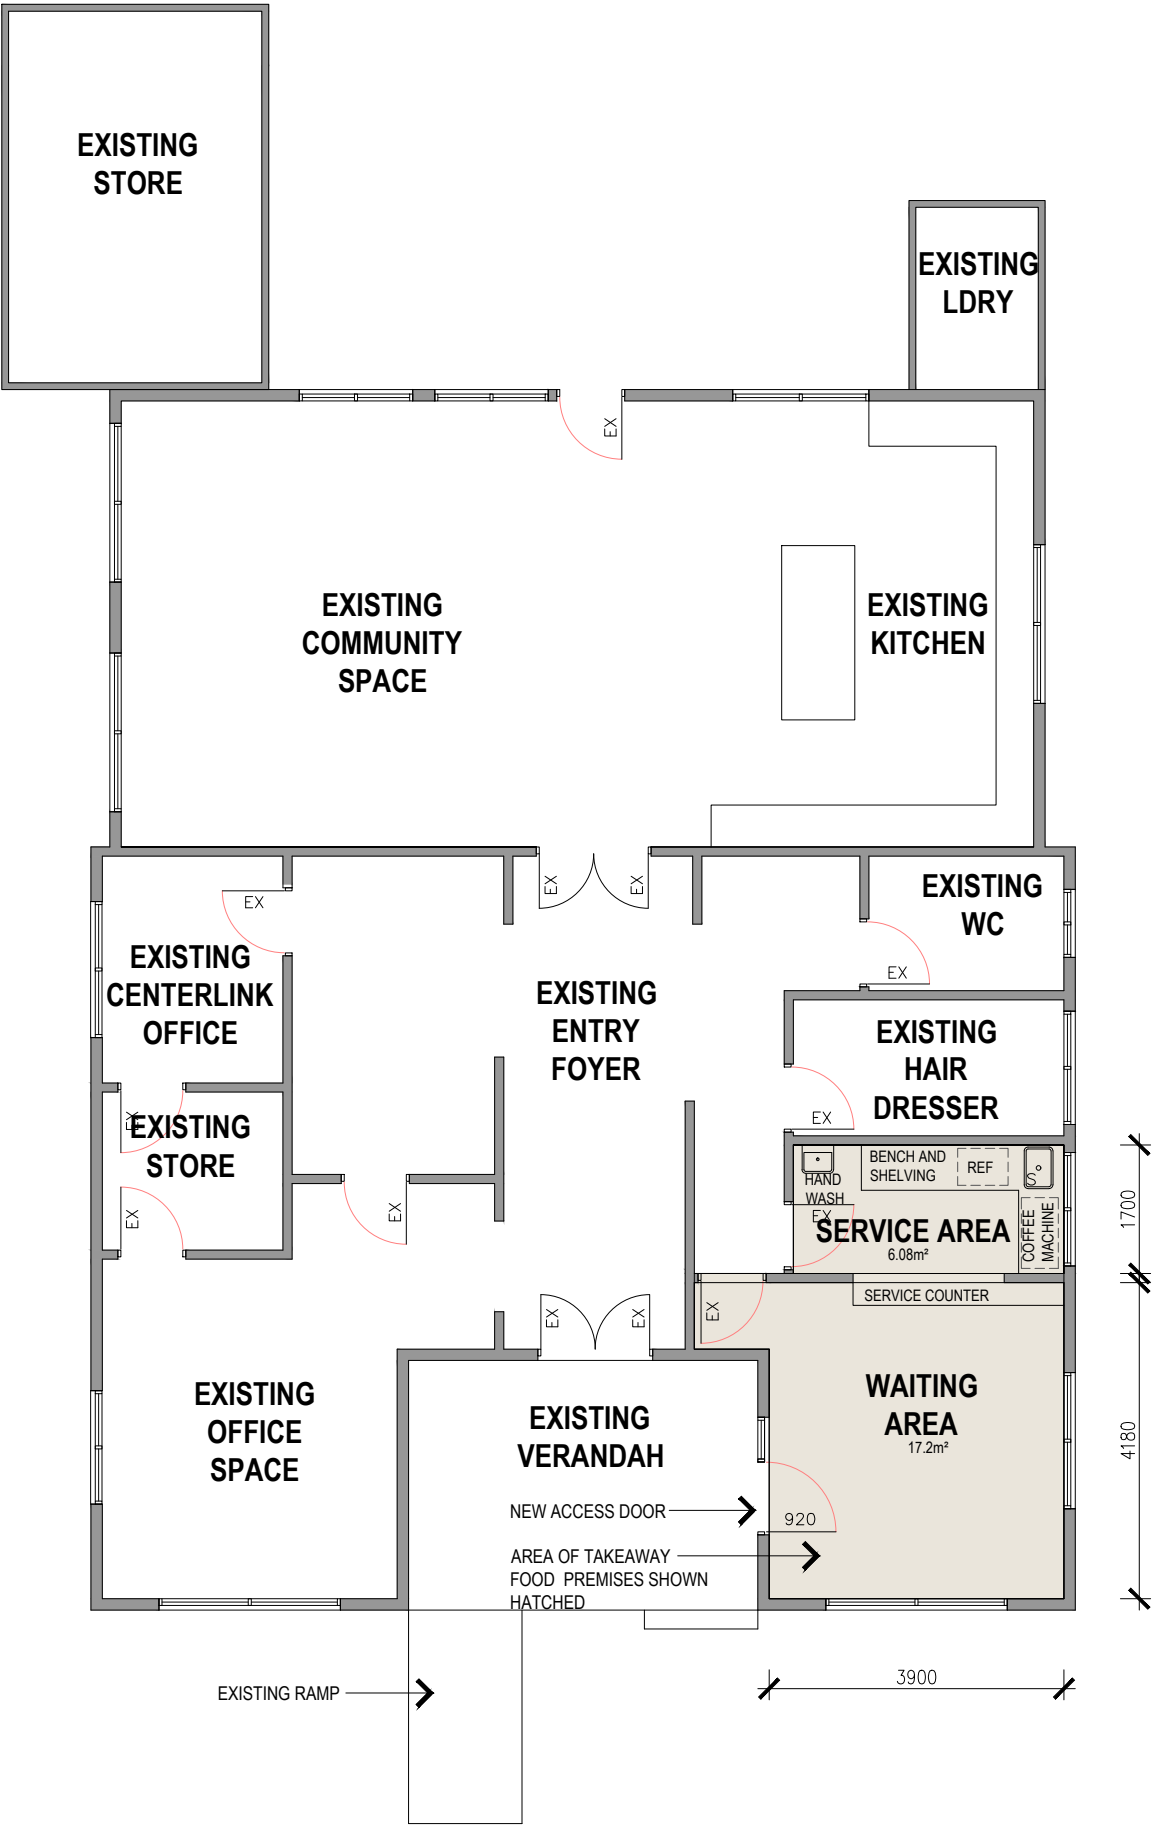 EXISTING
STORE
EXISTING
LDRY
EX
EXISTING
COMMUNITY
SPACE
EXISTING
KITCHEN
EX
EX
EX
EXISTING
WC
EX
EXISTING
CENTERLINK
OFFICE
EXISTING
ENTRY
FOYER
EXISTING
HAIR
DRESSER
EX
EX
EXISTING
STORE
EX
EX
HAND
WASH
BENCH AND
SHELVING
REF
S
EX
SERVICE AREA
6.08m²
COFFEE
MACHINE
1700
SERVICE COUNTER
EX
EX
EX
EXISTING
OFFICE
SPACE
EXISTING
VERANDAH
WAITING
AREA
17.2m²
4180
NEW ACCESS DOOR
920
AREA OF TAKEAWAY
FOOD PREMISES SHOWN
HATCHED
EXISTING RAMP
3900